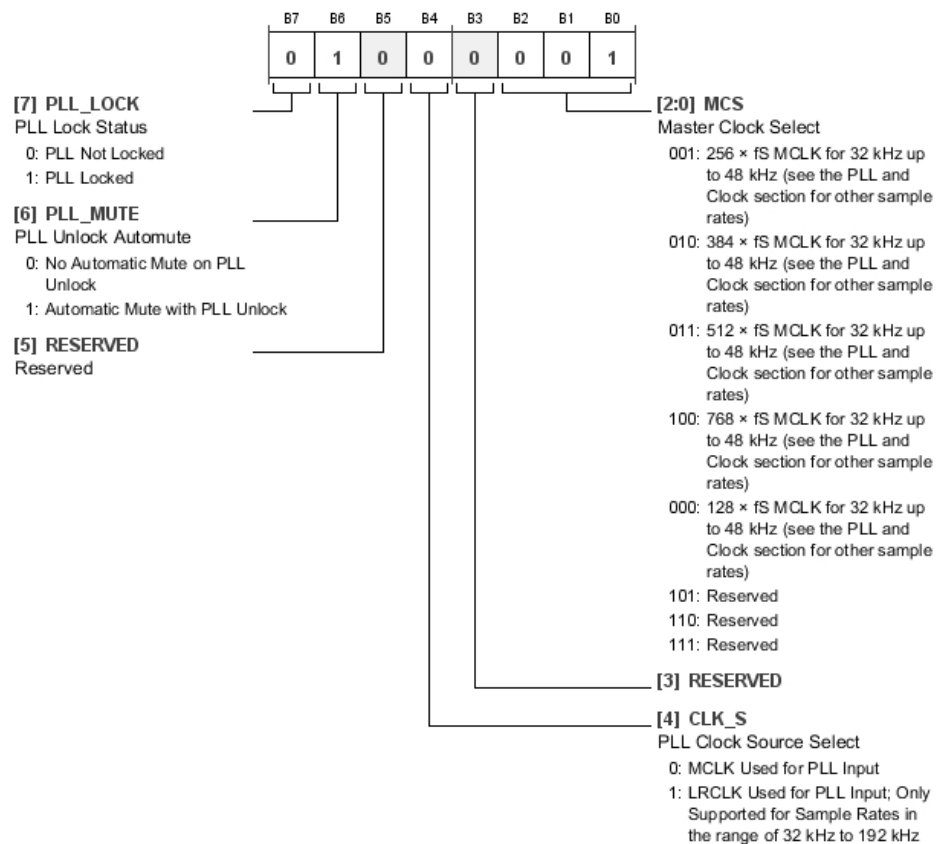 B7 B6 B5 B4 B3 B2 B1 B0
0 1 0 0 0 0 0 1
[7] PLL_LOCK
PLL Lock Status
0: PLL Not Locked
1: PLL Locked
[6] PLL_MUTE
PLL Unlock Automute
0: No Automatic Mute on PLL
Unlock
1: Automatic Mute with PLL Unlock
[5] RESERVED
Reserved
[2:0] MCS
Master Clock Select
001: 256 × fS MCLK for 32 kHz up
to 48 kHz (see the PLL and
Clock section for other sample
rates)
010: 384 × fS MCLK for 32 kHz up
to 48 kHz (see the PLL and
Clock section for other sample
rates)
011: 512 × fS MCLK for 32 kHz up
to 48 kHz (see the PLL and
Clock section for other sample
rates)
100: 768 × fS MCLK for 32 kHz up
to 48 kHz (see the PLL and
Clock section for other sample
rates)
000: 128 × fS MCLK for 32 kHz up
to 48 kHz (see the PLL and
Clock section for other sample
rates)
101: Reserved
110: Reserved
111: Reserved
[3] RESERVED
[4] CLK_S
PLL Clock Source Select
0: MCLK Used for PLL Input
1: LRCLK Used for PLL Input; Only
Supported for Sample Rates in
the range of 32 kHz to 192 kHz